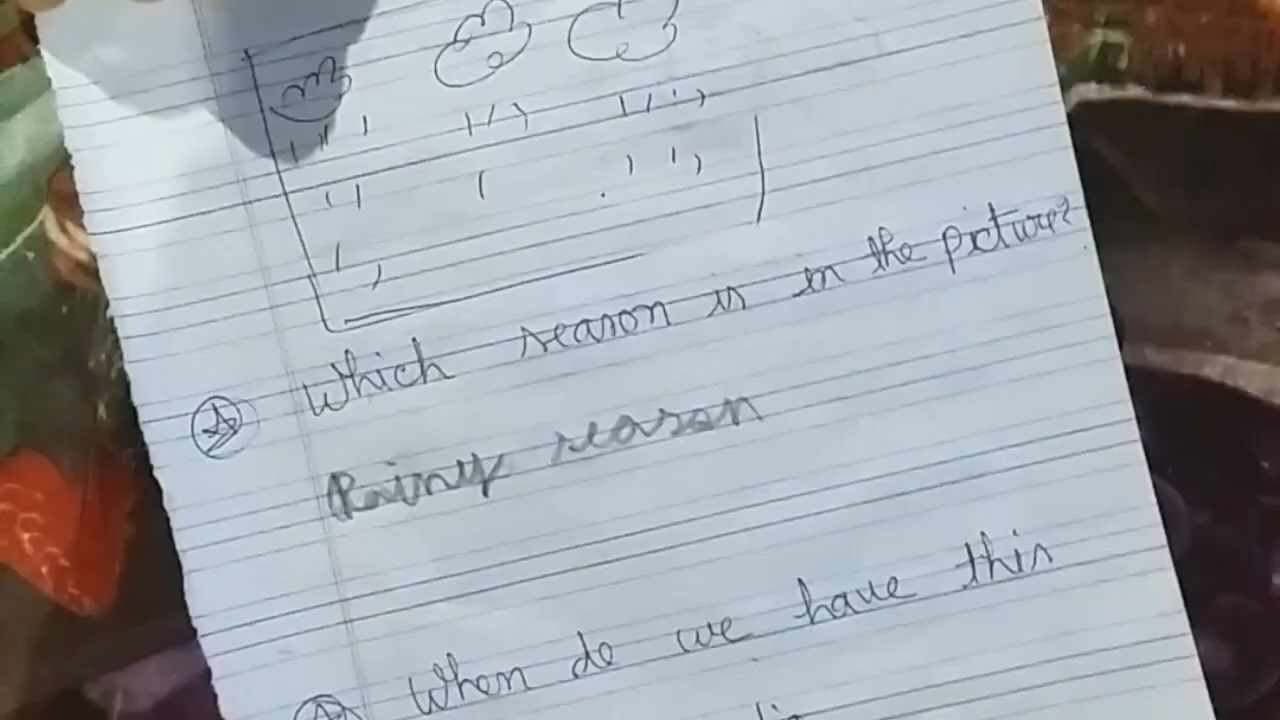 Which season is in the picture?
Rainy season
When do we have this